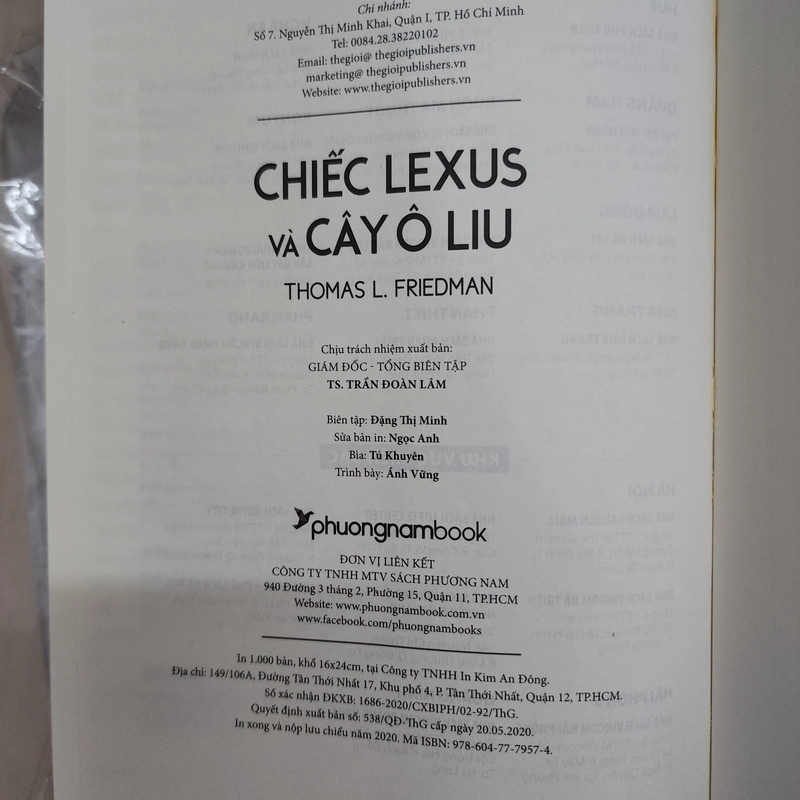 Chi nhánh:
Số 7. Nguyễn Thị Minh Khai, Quận I, TP. Hồ Chí Minh
Tel: 0084.28.38220102
Email: thegioi@ thegioipublishers.vn
marketing@ thegioipublishers.vn
Website: www.thegioipublishers.vn
CHIẾC LEXUS
VÀ CÂY Ô LIU
THOMAS L. FRIEDMAN
Chịu trách nhiệm xuất bản:
GIÁM ĐỐC - TỔNG BIÊN TẬP
TS. TRẦN ĐOÀN LÂM
Biên tập: Đặng Thị Minh
Sửa bản in: Ngọc Anh
Bìa: Tú Khuyên
Trình bày: Ánh Vững
phuongnambook
ĐƠN VỊ LIÊN KẾT
CÔNG TY TNHH MTV SÁCH PHƯƠNG NAM
940 Đường 3 tháng 2, Phường 15, Quận 11, TP.HCM
Website: www.phuongnambook.com.vn
www.facebook.com/phuongnambooks
In 1.000 bản, khổ 16x24cm, tại Công ty TNHH In Kim An Đông.
Địa chỉ: 149/106A, Đường Tân Thới Nhất 17, Khu phố 4, P. Tân Thới Nhất, Quận 12, TP.HCM.
Số xác nhận ĐKXB: 1686-2020/CXBIPH/02-92/ThG.
Quyết định xuất bản số: 538/QĐ-ThG cấp ngày 20.05.2020.
In xong và nộp lưu chiểu năm 2020. Mã ISBN: 978-604-77-7957-4.